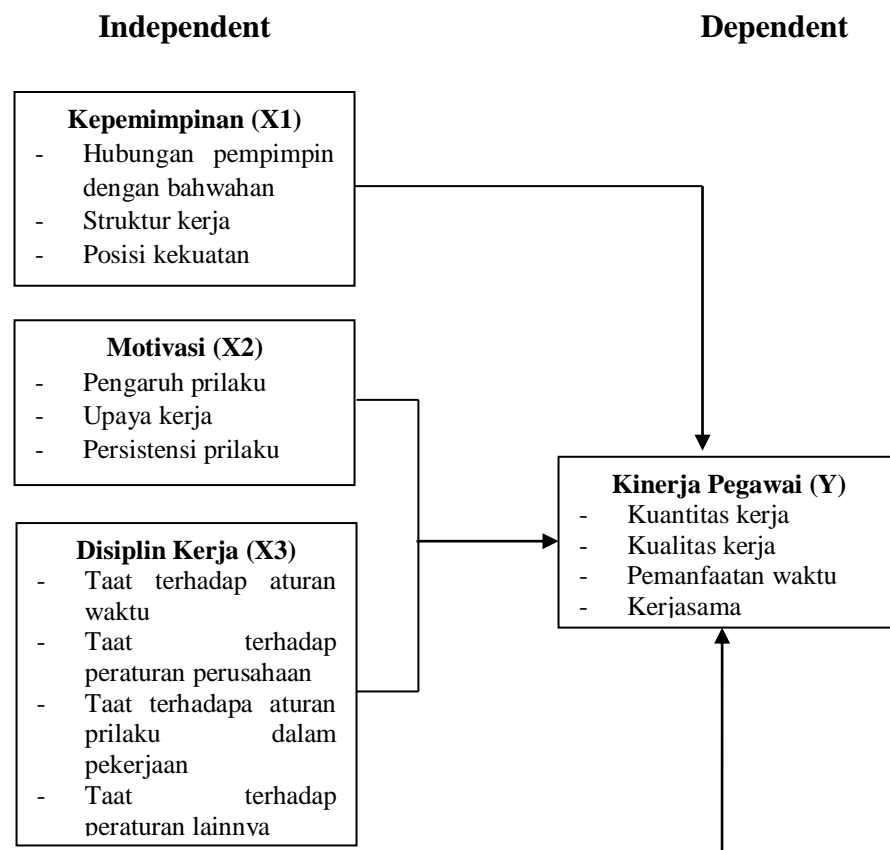 Independent
Dependent
Kepemimpinan (X1)
- Hubungan pempimpin
dengan bahwahan
- Struktur kerja
- Posisi kekuatan
Motivasi (X2)
- Pengaruh prilaku
- Upaya kerja
- Persistensi prilaku
Disiplin Kerja (X3)
- Taat terhadap aturan
waktu
- Taat terhadap
peraturan perusahaan
- Taat terhadapa aturan
prilaku dalam
pekerjaan
- Taat terhadap
peraturan lainnya
Kinerja Pegawai (Y)
- Kuantitas kerja
- Kualitas kerja
- Pemanfaatan waktu
- Kerjasama